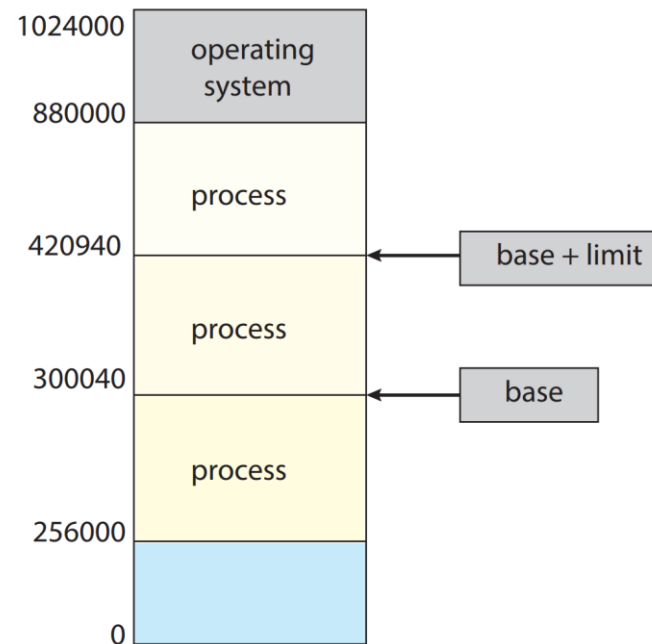 1024000
operating
system
880000
process
420940
base + limit
process
300040
base
process
256000
0